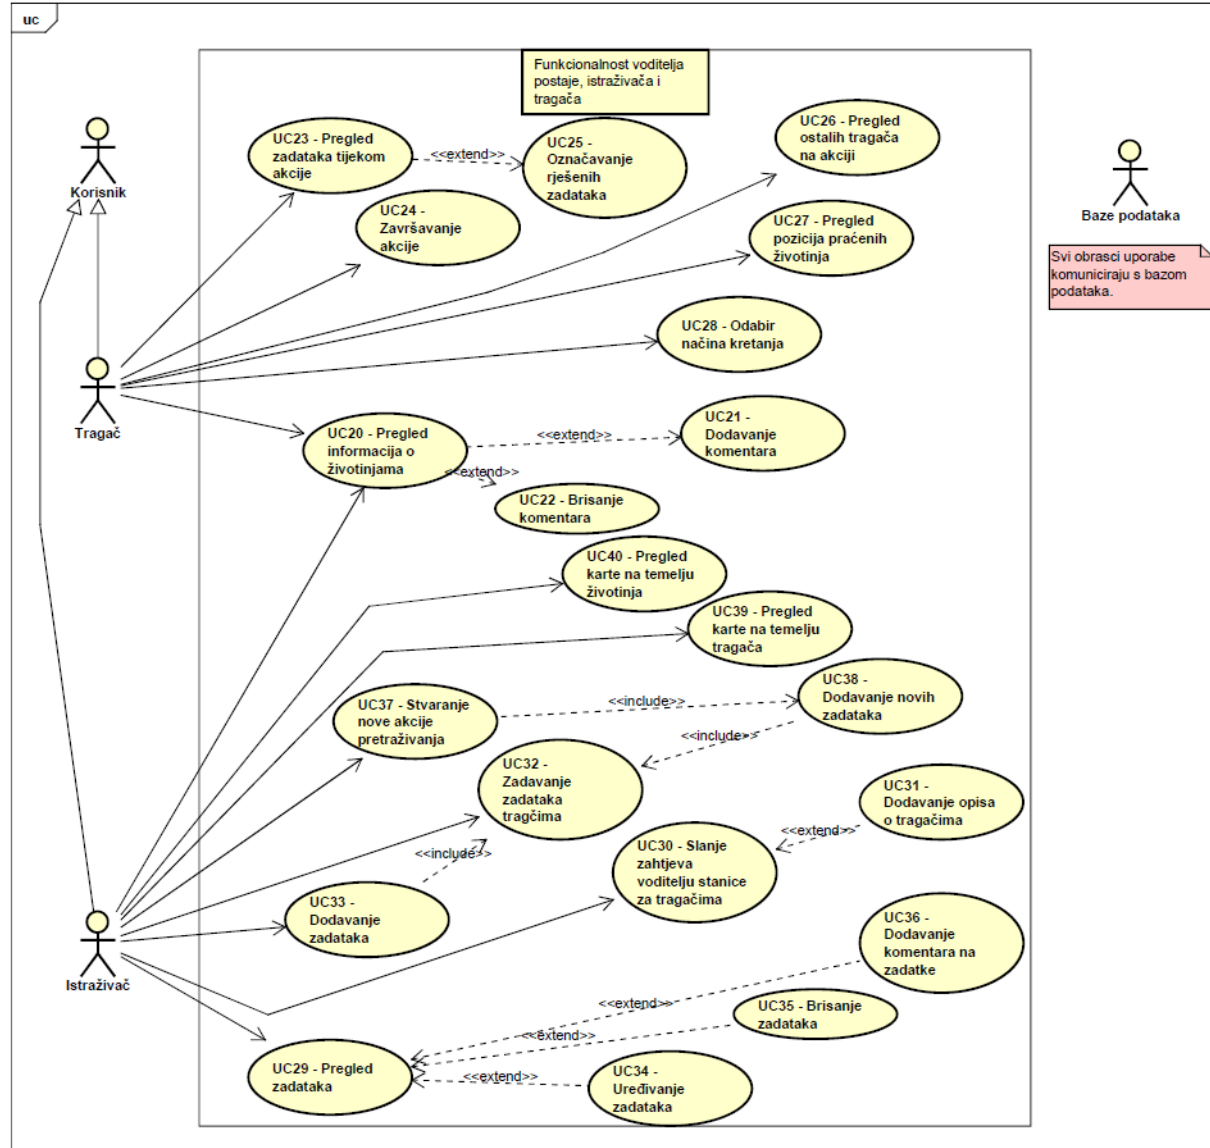 uc
Funkcionalnost voditelja
postaje, istraživača i
tragača
UC23 - Pregled
zadataka tijekom
akcije
<<extend>>
UC25 -
Označavanje
rješenih
zadataka
UC26 - Pregled
ostalih tragača
na akciji
Korisnik
Baze podataka
UC24 -
Završavanje
akcije
UC27 - Pregled
pozicija praćenih
životinja
Svi obrasci uporabe
komuniciraju s bazom
podataka.
UC28 - Odabir
načina kretanja
Tragač
UC20 - Pregled
informacija o
životinjama
<<extend>>
UC21 -
Dodavanje
komentara
<<extend>>
UC22 - Brisanje
komentara
UC40 - Pregled
karte na temelju
životinja
UC39 - Pregled
karte na temelju
tragača
UC37 - Stvaranje
nove akcije
pretraživanja
<<include>>
UC38 -
Dodavanje novih
zadataka
<<include>>
UC32 -
Zadavanje
zadataka
tragčima
UC31 -
Dodavanje opisa
o tragačima
<<extend>>
UC30 - Slanje
zahtjeva
voditelju stanice
za tragačima
<<include>>
UC33 -
Dodavanje
zadataka
Istraživač
UC36 -
Dodavanje
komentara na
zadatke
<<extend>>
UC35 - Brisanje
zadataka
<<extend>>
UC29 - Pregled
zadataka
<<extend>>
UC34 -
Uređivanje
zadataka